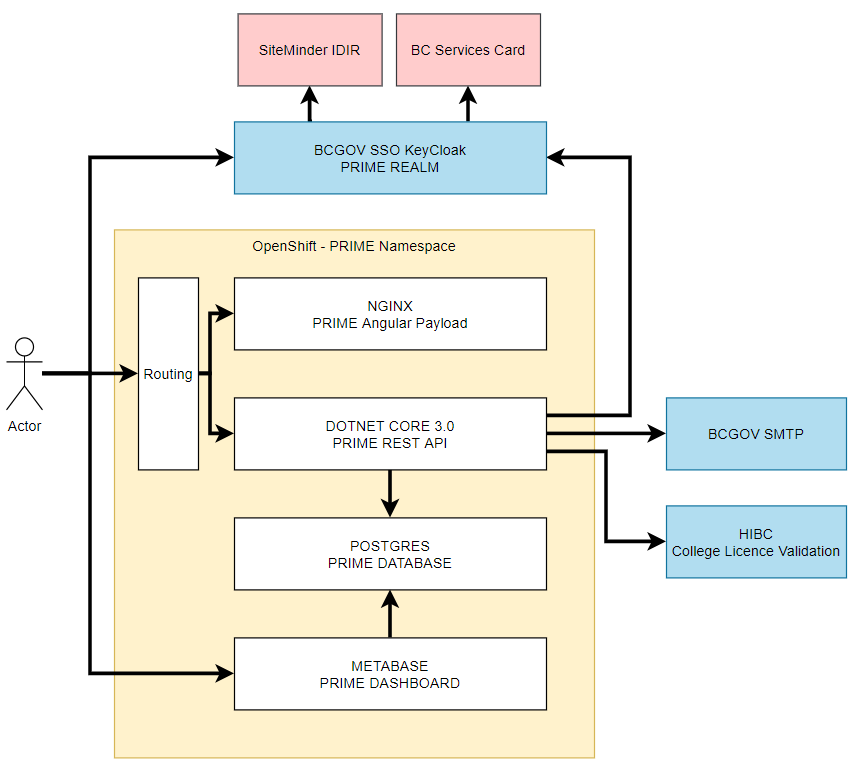 SiteMinder IDIR
BC Services Card
BCGOV SSO KeyCloak
PRIME REALM
OpenShift - PRIME Namespace
NGINX
PRIME Angular Payload
Routing
Actor
DOTNET CORE 3.0
PRIME REST API
BCGOV SMTP
HIBC
College Licence Validation
POSTGRES
PRIME DATABASE
METABASE
PRIME DASHBOARD